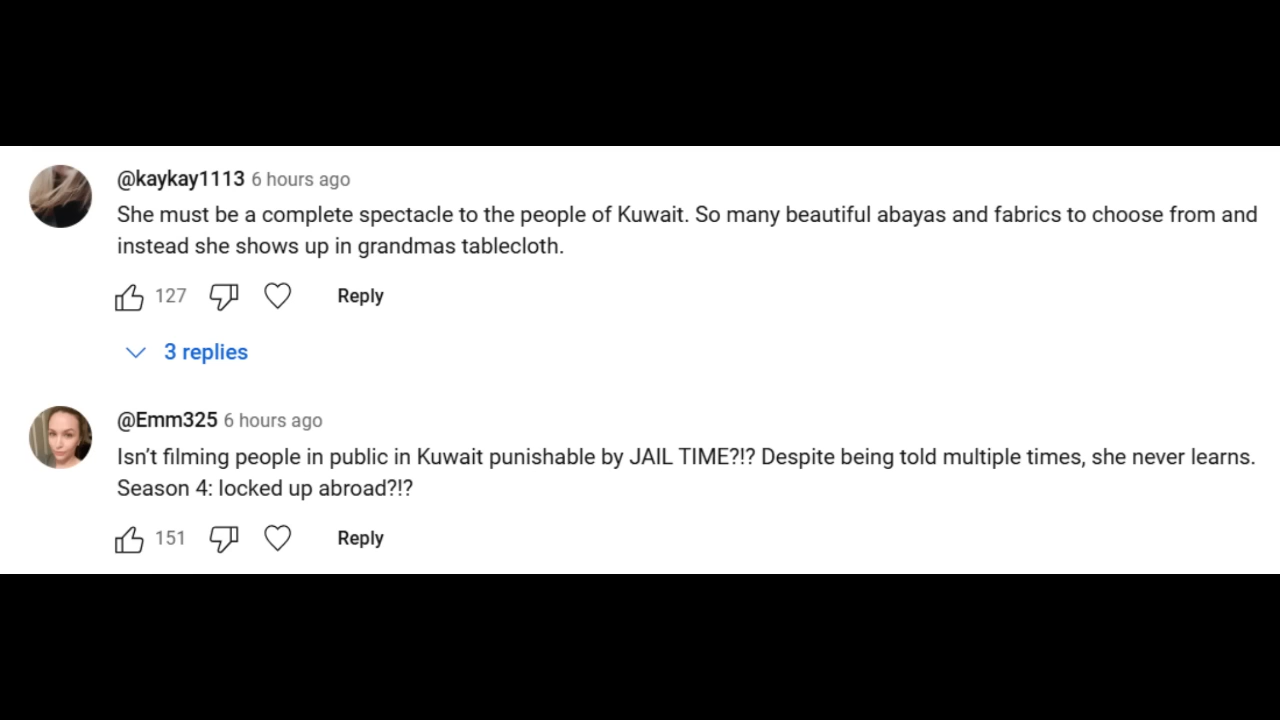 @kaykay1113 6 hours ago
She must be a complete spectacle to the people of Kuwait. So many beautiful abayas and fabrics to choose from and
instead she shows up in grandmas tablecloth.
127 Reply
3 replies
@Emm325 6 hours ago
Isn’t filming people in public in Kuwait punishable by JAIL TIME?!? Despite being told multiple times, she never learns.
Season 4: locked up abroad?!?
151 Reply